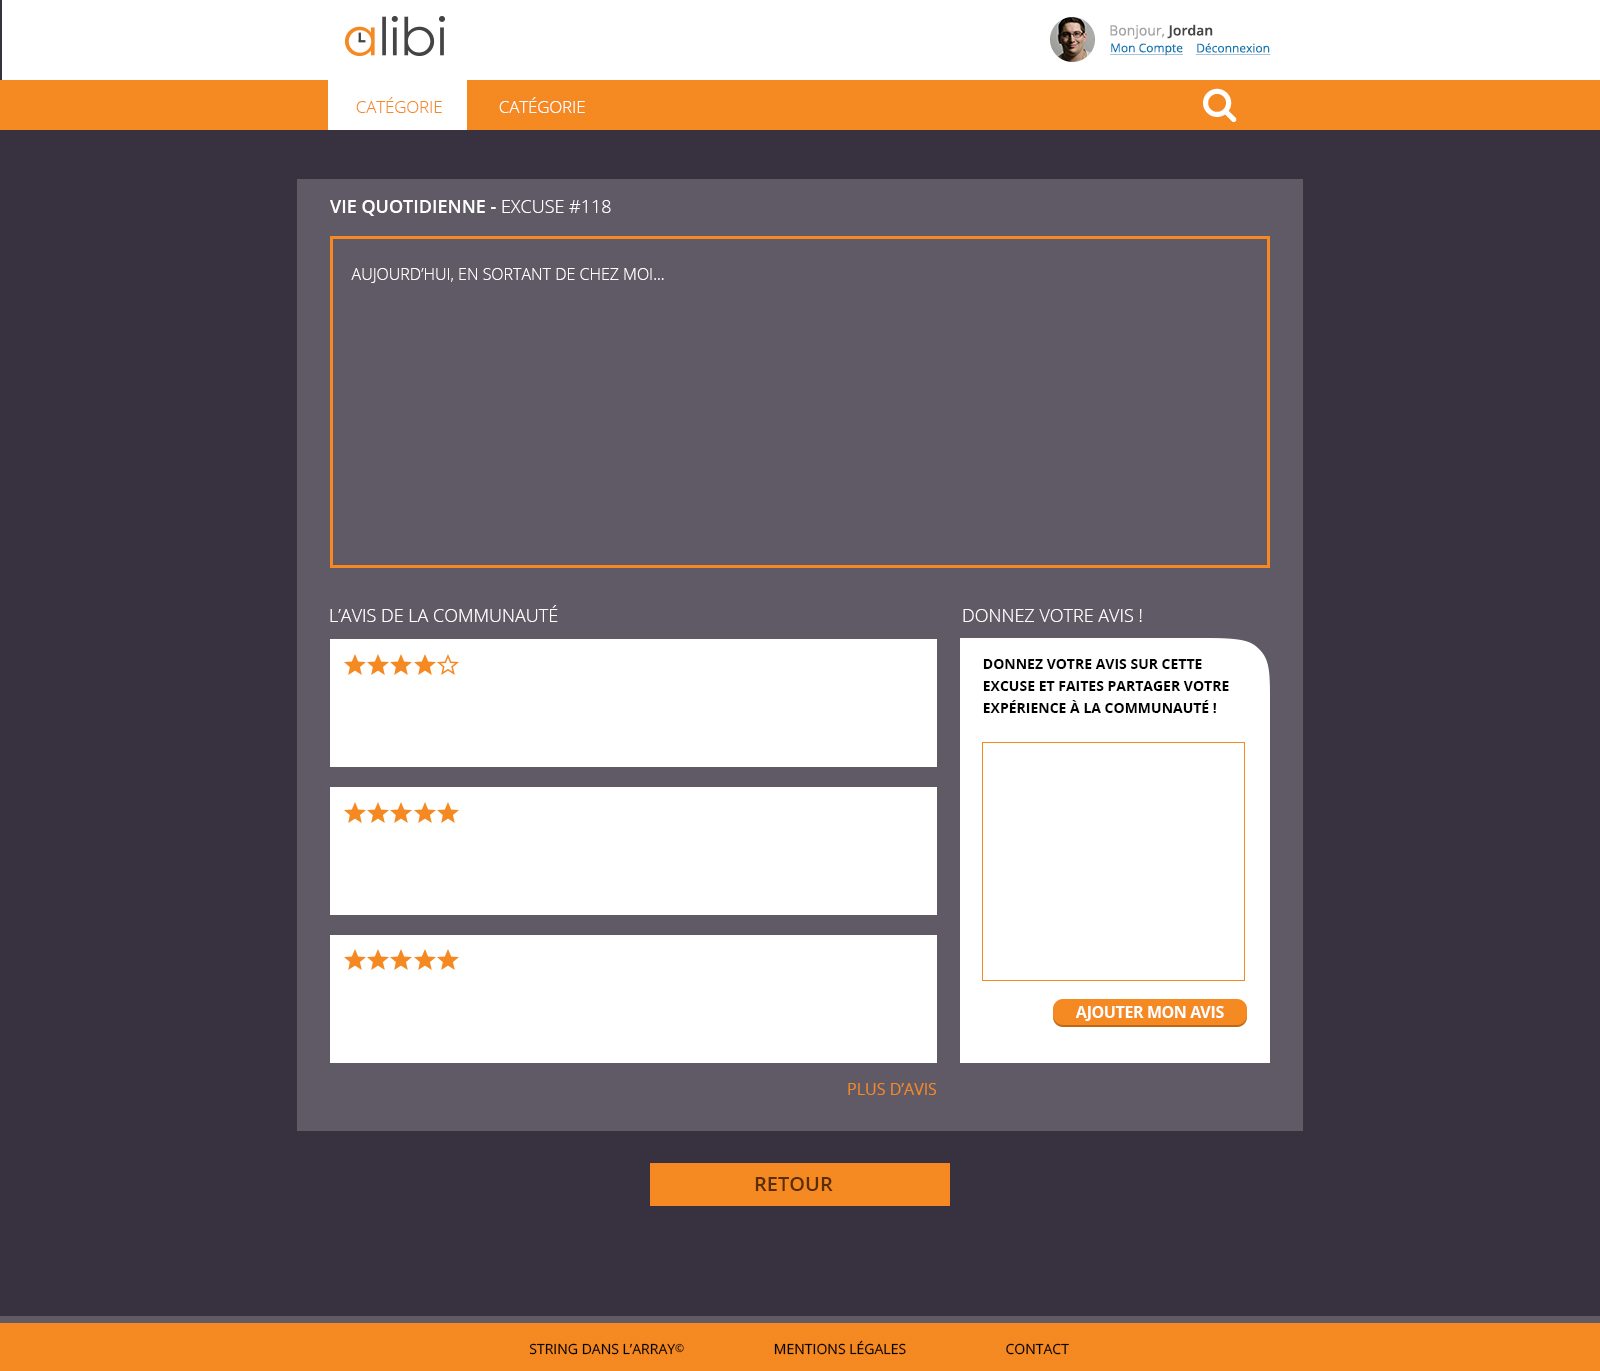 alibi
Bonjour, Jordan
Mon Compte Déconnexion
CATÉGORIE CATÉGORIE
VIE QUOTIDIENNE - EXCUSE #118
AUJOURD’HUI, EN SORTANT DE CHEZ MOI...
L’AVIS DE LA COMMUNAUTÉ
DONNEZ VOTRE AVIS !
DONNEZ VOTRE AVIS SUR CETTE
EXCUSE ET FAITES PARTAGER VOTRE
EXPÉRIENCE À LA COMMUNAUTÉ !
AJOUTER MON AVIS
PLUS D’AVIS
RETOUR
STRING DANS L’ARRAY© MENTIONS LÉGALES CONTACT